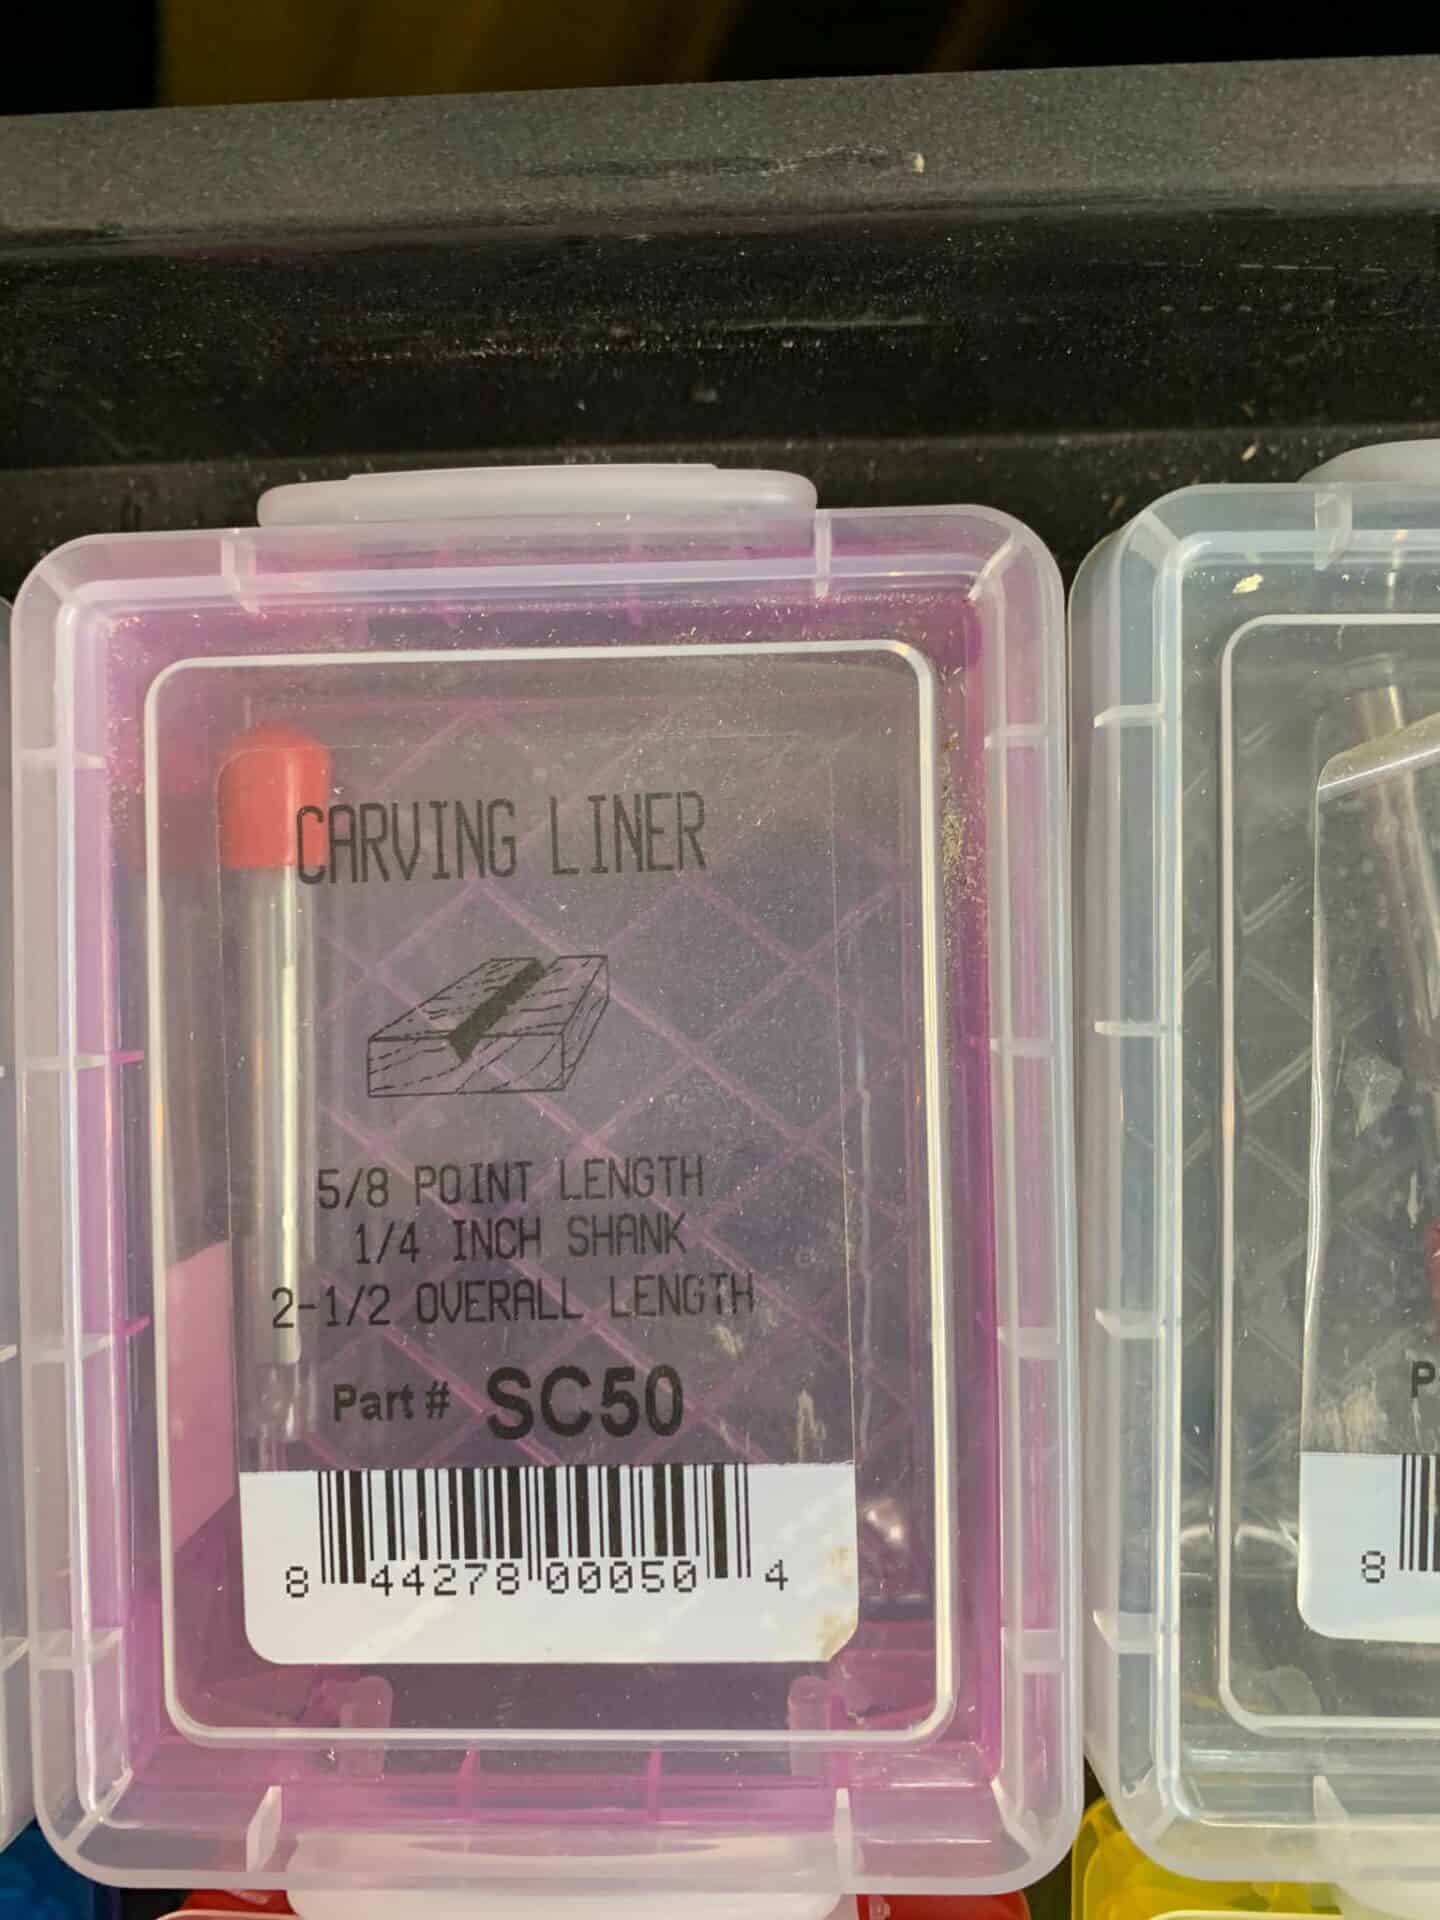 CARVING LINER
5/8 POINT LENGTH
1/4 INCH SHANK
2-1/2 OVERALL LENGTH
Part # SC50
8 44278 00050 4
P
8